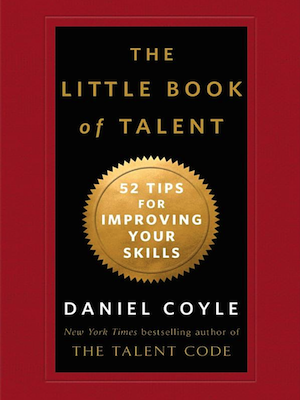 THE
LITTLE BOOK
of TALENT
52 TIPS
FOR
IMPROVING
YOUR
SKILLS
DANIEL COYLE
New York Times bestselling author of
THE TALENT CODE